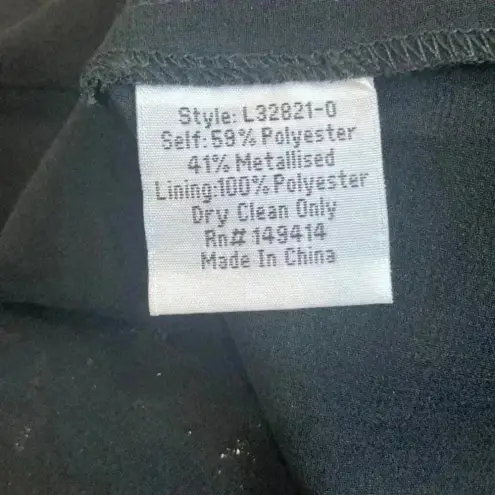 Style: L32821-0
Self: 59% Polyester
41% Metallised
Lining:100% Polyester
Dry Clean Only
Rn# 149414
Made In China